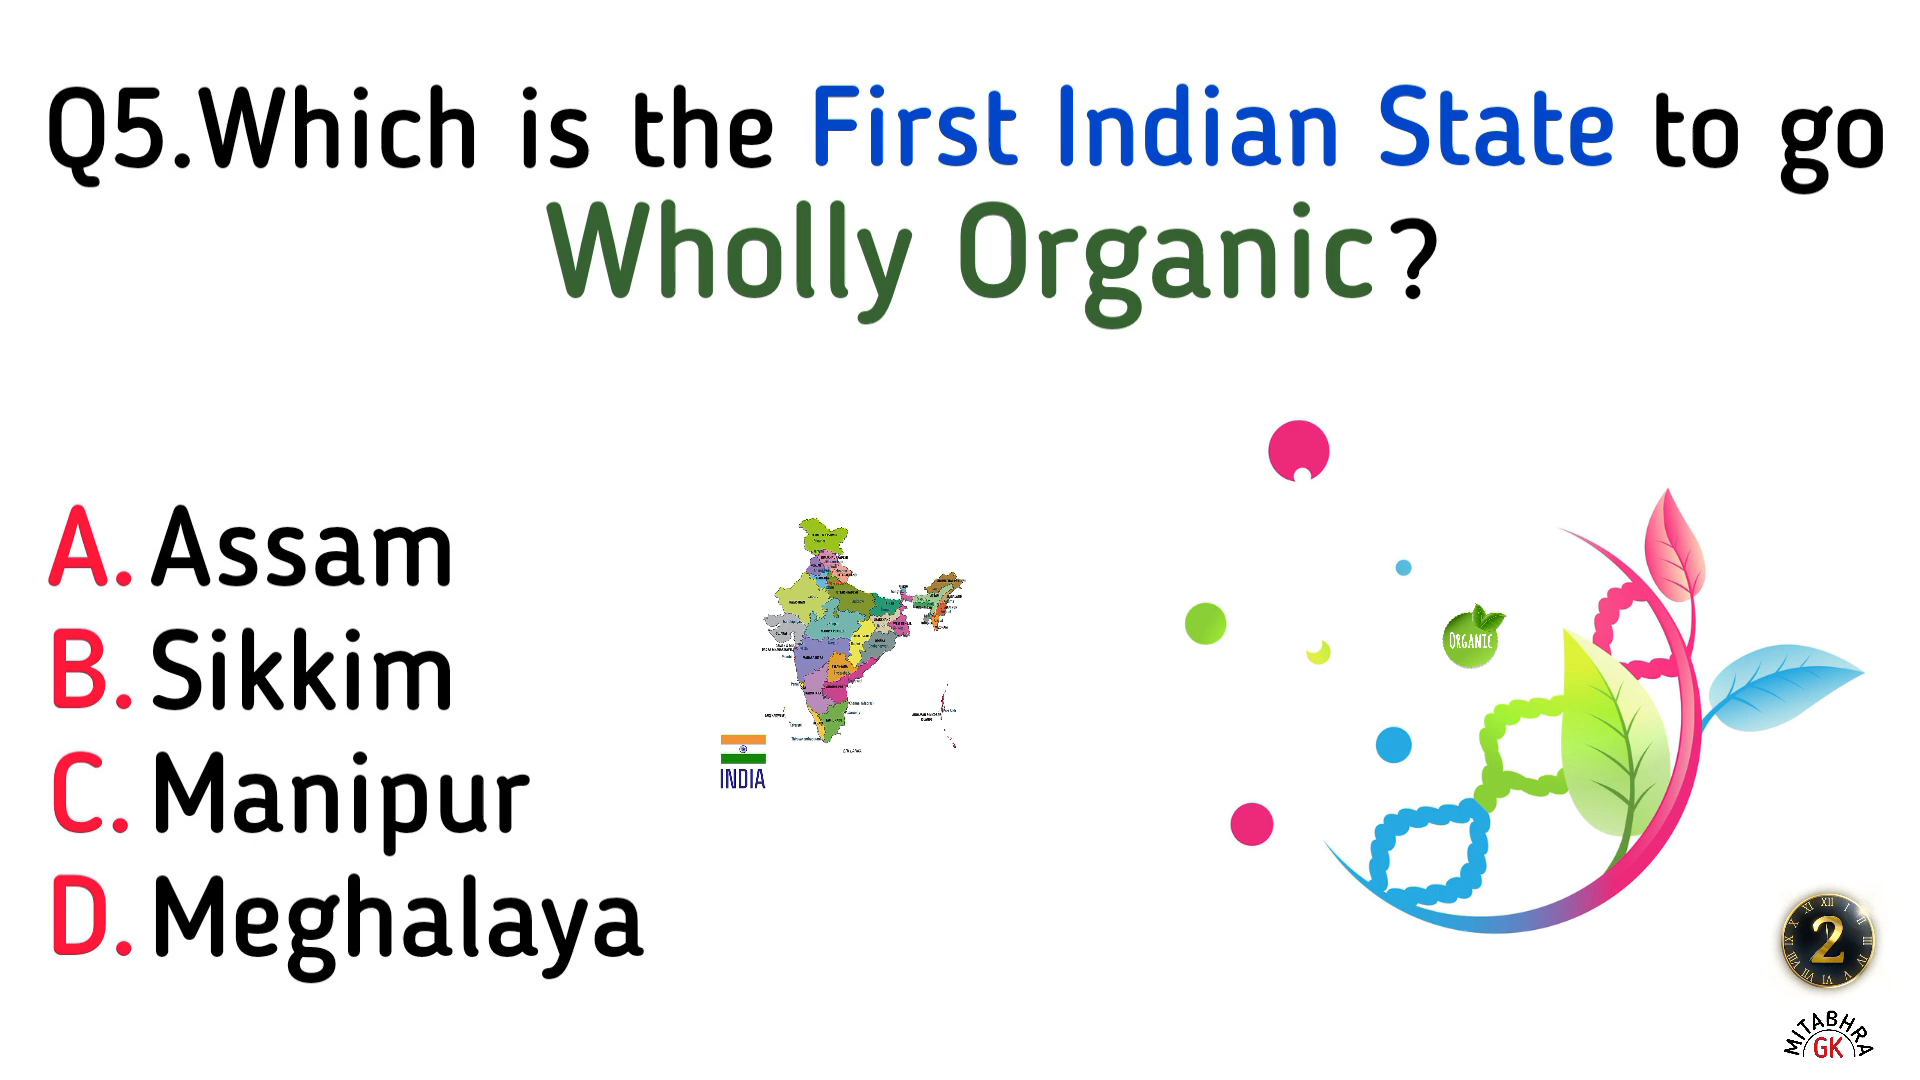 Q5.Which is the First Indian State to go
Wholly Organic?
A. Assam
B. Sikkim
C. Manipur
D. Meghalaya
INDIA
ORGANIC
2
MITABHRA
GK